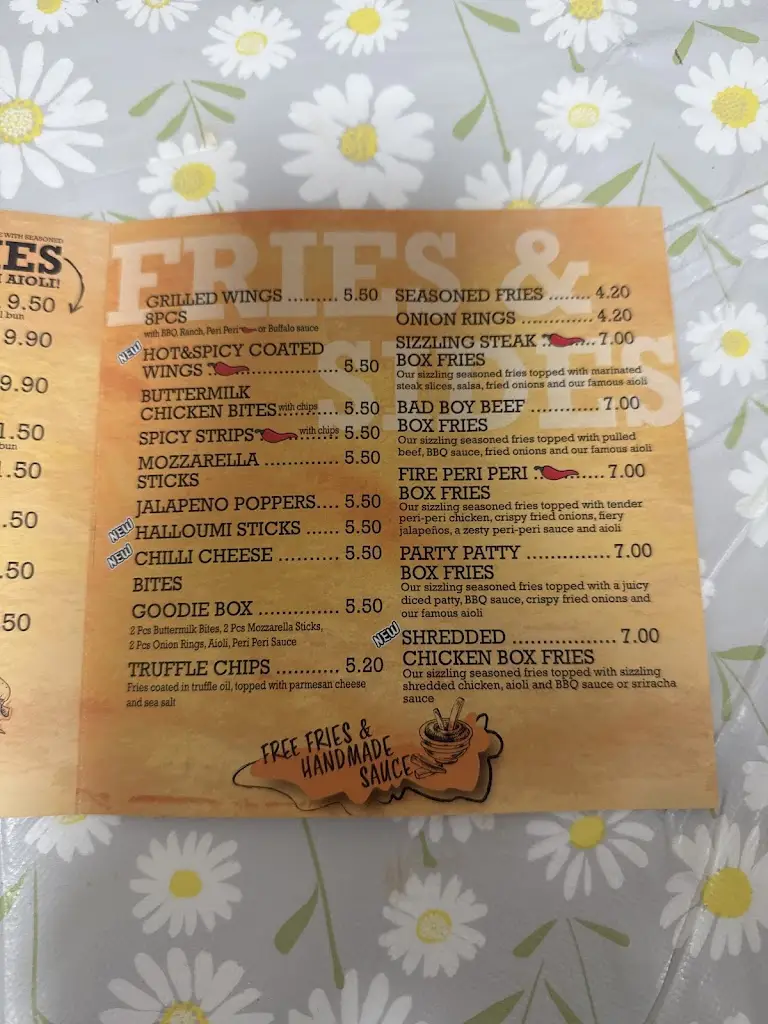 WITH SEASONED
IES
AIOLI!
9.50
bun
9.90
9.90
1.50
bun
.50
.50
.50
50
FRIES &
SIDES
GRILLED WINGS ......... 5.50
8PCS
with BBQ, Ranch, Peri Peri or Buffalo sauce
NEW
HOT&SPICY COATED
WINGS ..................... 5.50
BUTTERMILK
CHICKEN BITES with chips 5.50
SPICY STRIPS with chips 5.50
MOZZARELLA ............. 5.50
STICKS
JALAPENO POPPERS.... 5.50
NEW
HALLOUMI STICKS ...... 5.50
NEW
CHILLI CHEESE .......... 5.50
BITES
GOODIE BOX ............. 5.50
2 Pcs Buttermilk Bites, 2 Pcs Mozzarella Sticks,
2 Pcs Onion Rings, Aioli, Peri Peri Sauce
TRUFFLE CHIPS .......... 5.20
Fries coated in truffle oil, topped with parmesan cheese
and sea salt
SEASONED FRIES ........ 4.20
ONION RINGS ............. 4.20
SIZZLING STEAK .......... 7.00
BOX FRIES
Our sizzling seasoned fries topped with marinated
steak slices, salsa, fried onions and our famous aioli
BAD BOY BEEF ............ 7.00
BOX FRIES
Our sizzling seasoned fries topped with pulled
beef, BBQ sauce, fried onions and our famous aioli
FIRE PERI PERI ...........7.00
BOX FRIES
Our sizzling seasoned fries topped with tender
peri-peri chicken, crispy fried onions, fiery
jalapeños, a zesty peri-peri sauce and aioli
PARTY PATTY .............. 7.00
BOX FRIES
Our sizzling seasoned fries topped with a juicy
diced patty, BBQ sauce, crispy fried onions and
our famous aioli
NEW
SHREDDED ................. 7.00
CHICKEN BOX FRIES
Our sizzling seasoned fries topped with sizzling
shredded chicken, aioli and BBQ sauce or sriracha
sauce
FREE FRIES &
HANDMADE
SAUCE